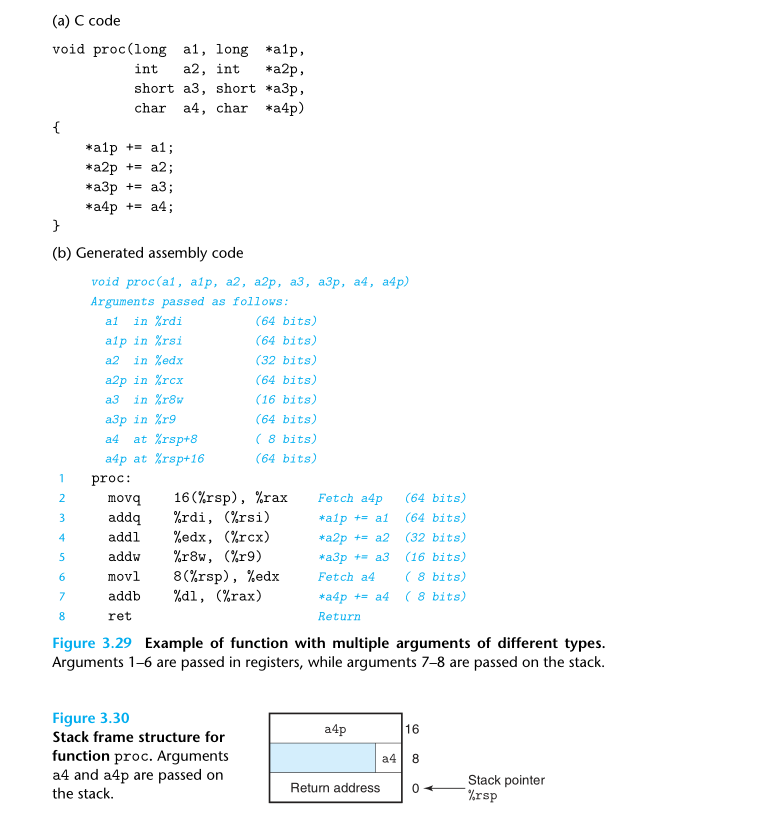 (a) C code
void proc(long  a1, long  *a1p,
          int   a2, int   *a2p,
          short a3, short *a3p,
          char  a4, char  *a4p)
{
    *a1p += a1;
    *a2p += a2;
    *a3p += a3;
    *a4p += a4;
}
(b) Generated assembly code
void proc(a1, a1p, a2, a2p, a3, a3p, a4, a4p)
Arguments passed as follows:
a1 in %rdi (64 bits)
a1p in %rsi (64 bits)
a2 in %edx (32 bits)
a2p in %rcx (64 bits)
a3 in %r8w (16 bits)
a3p in %r9 (64 bits)
a4 at %rsp+8 ( 8 bits)
a4p at %rsp+16 (64 bits)
1 proc:
2 movq 16(%rsp), %rax Fetch a4p (64 bits)
3 addq %rdi, (%rsi) *a1p += a1 (64 bits)
4 addl %edx, (%rcx) *a2p += a2 (32 bits)
5 addw %r8w, (%r9) *a3p += a3 (16 bits)
6 movl 8(%rsp), %edx Fetch a4 ( 8 bits)
7 addb %dl, (%rax) *a4p += a4 ( 8 bits)
8 ret Return
Figure 3.29 Example of function with multiple arguments of different types.
Arguments 1–6 are passed in registers, while arguments 7–8 are passed on the stack.
Figure 3.30
Stack frame structure for
function proc. Arguments
a4 and a4p are passed on
the stack.
a4p 16
a4 8
Return address 0 Stack pointer
%rsp